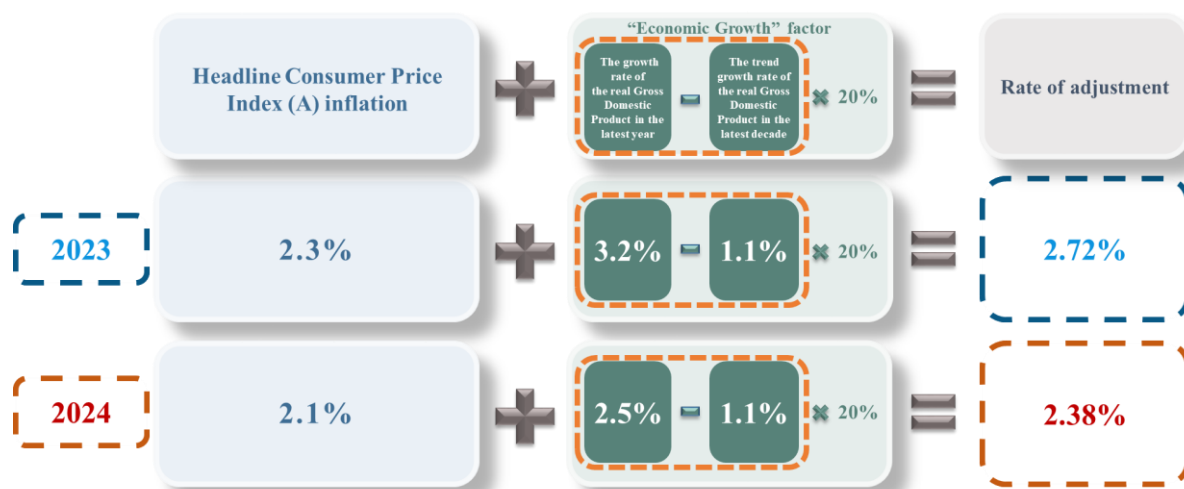 “Economic Growth” factor
Headline Consumer Price
Index (A) inflation
The growth
rate of
the real Gross
Domestic
Product in the
latest year
The trend
growth rate of
the real Gross
Domestic
Product in the
latest decade
20%
Rate of adjustment
2023
2.3%
3.2%
1.1%
20%
2.72%
2024
2.1%
2.5%
1.1%
20%
2.38%